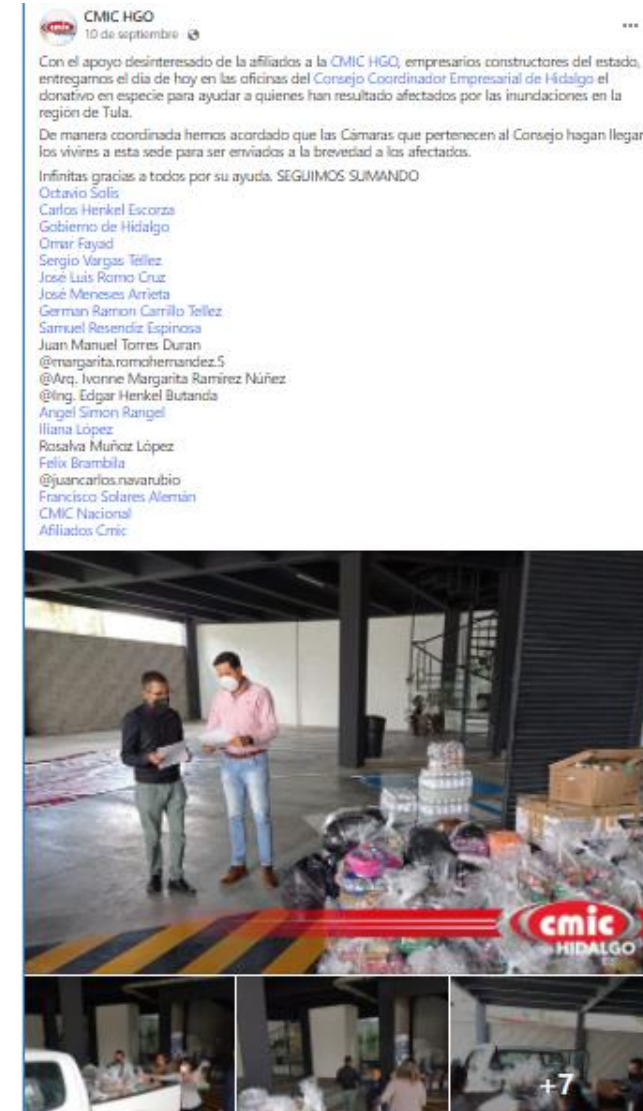 CMIC HGO
10 de septiembre
Con el apoyo desinteresado de la afiliados a la CMIC HGO, empresarios constructores del estado,
entregamos el día de hoy en las oficinas del Consejo Coordinador Empresarial de Hidalgo el
donativo en especie para ayudar a quienes han resultado afectados por las inundaciones en la
región de Tula.
De manera coordinada hemos acordado que las Cámaras que pertenecen al Consejo hagan llegar
los víveres a esta sede para ser enviados a la brevedad a los afectados.
Infinitas gracias a todos por su ayuda. SEGUIMOS SUMANDO
Octavio Solis
Carlos Henkel Escorza
Gobierno de Hidalgo
Omar Fayad
Sergio Vargas Téllez
José Luis Romo Cruz
José Meneses Arrieta
German Ramon Carrillo Tellez
Samuel Resendiz Espinosa
Juan Manuel Torres Duran
@margarita.romohernandez.5
@Arq. Ivonne Margarita Ramírez Núñez
@Ing. Edgar Henkel Butanda
Angel Simon Rangel
Iliana López
Rosalva Muñoz López
Felix Brambila
@juancarlos.navarubio
Francisco Solares Alemán
CMIC Nacional
Afiliados Cmic
cmic
HIDALGO
+7